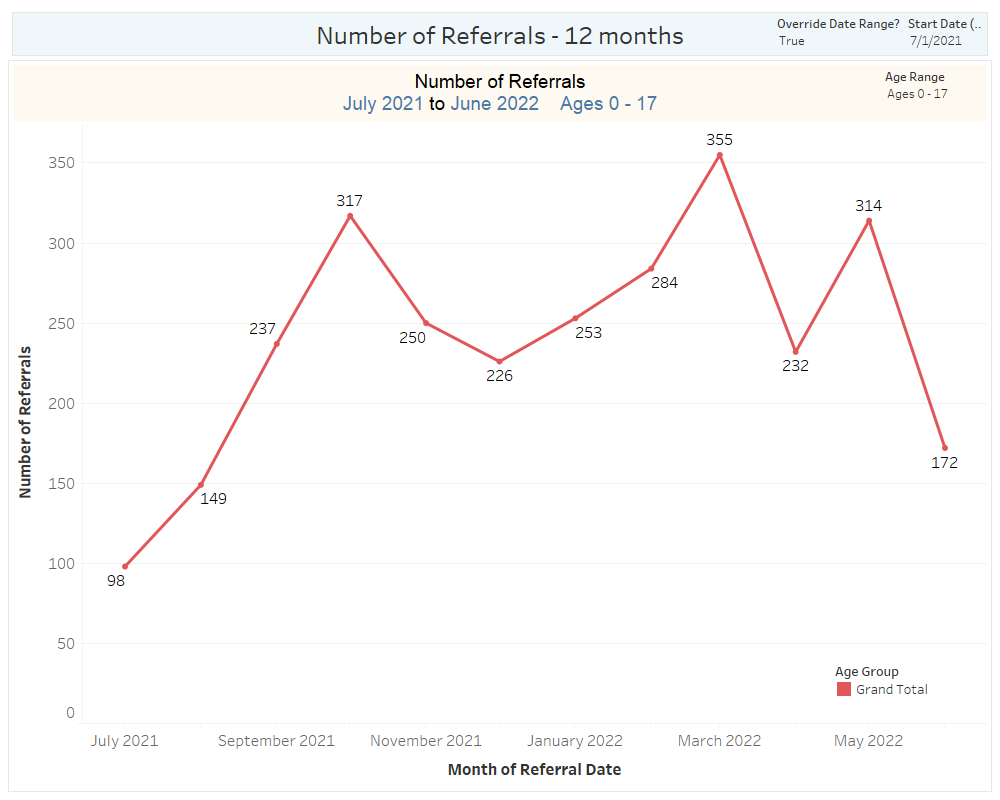 Number of Referrals - 12 months
Override Date Range?
True
Start Date (..
7/1/2021
Number of Referrals
July 2021 to June 2022 Ages 0 - 17
Age Range
Ages 0 - 17
Number of Referrals
350
300
250
200
150
100
50
0
98
149
237
317
250
226
253
284
355
232
314
172
Age Group
Grand Total
July 2021
September 2021
November 2021
January 2022
March 2022
May 2022
Month of Referral Date